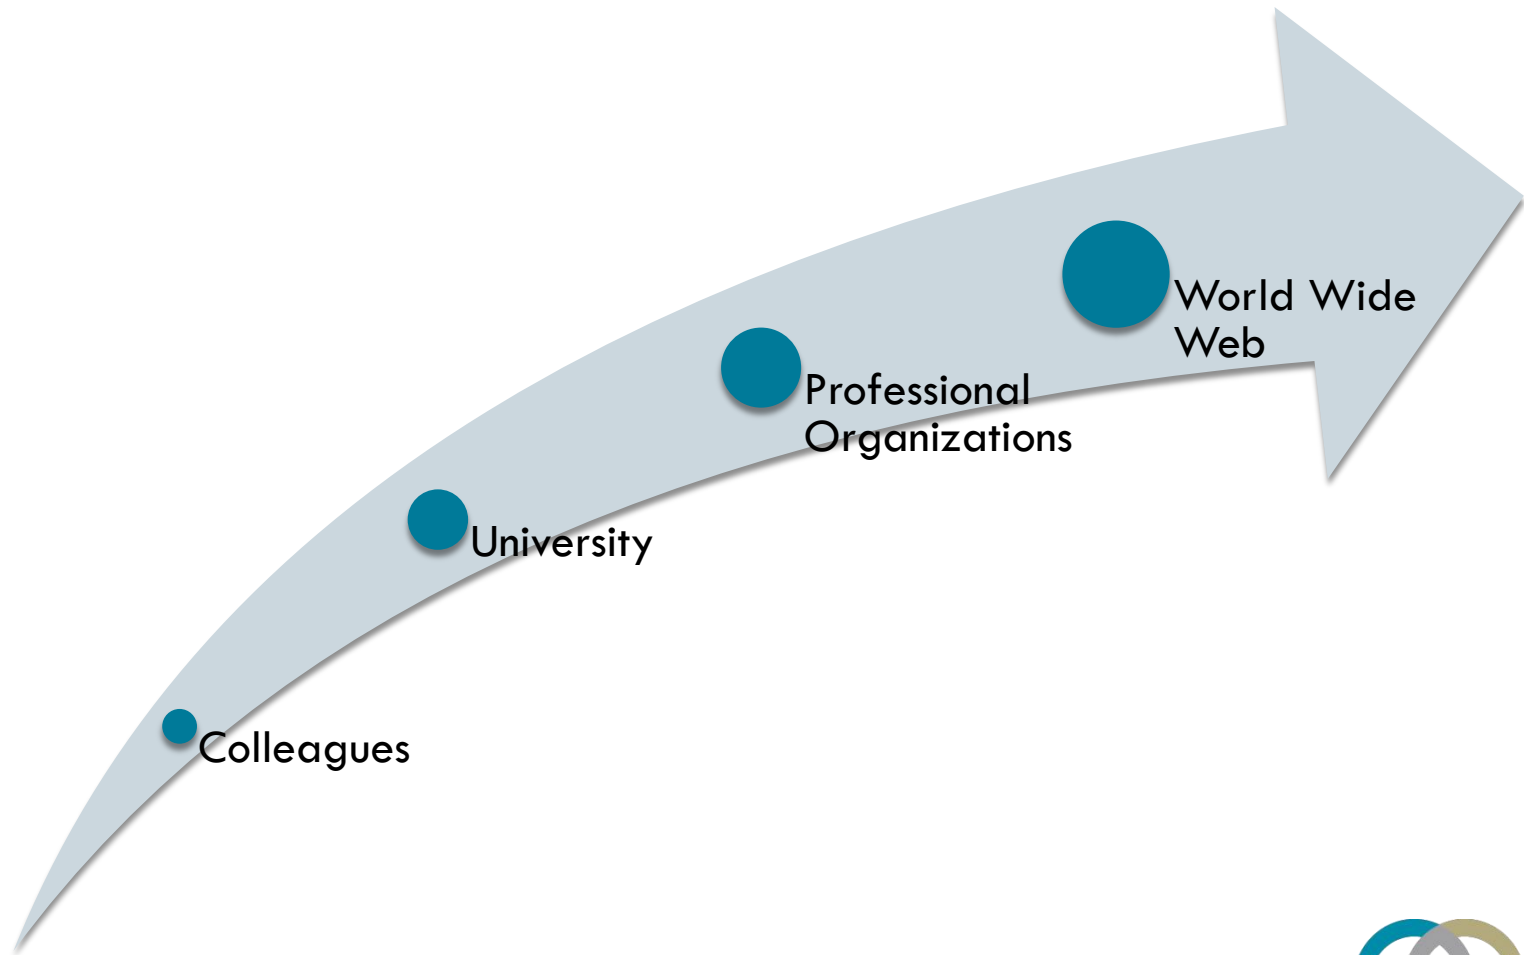 World Wide
Web
Professional
Organizations
University
Colleagues